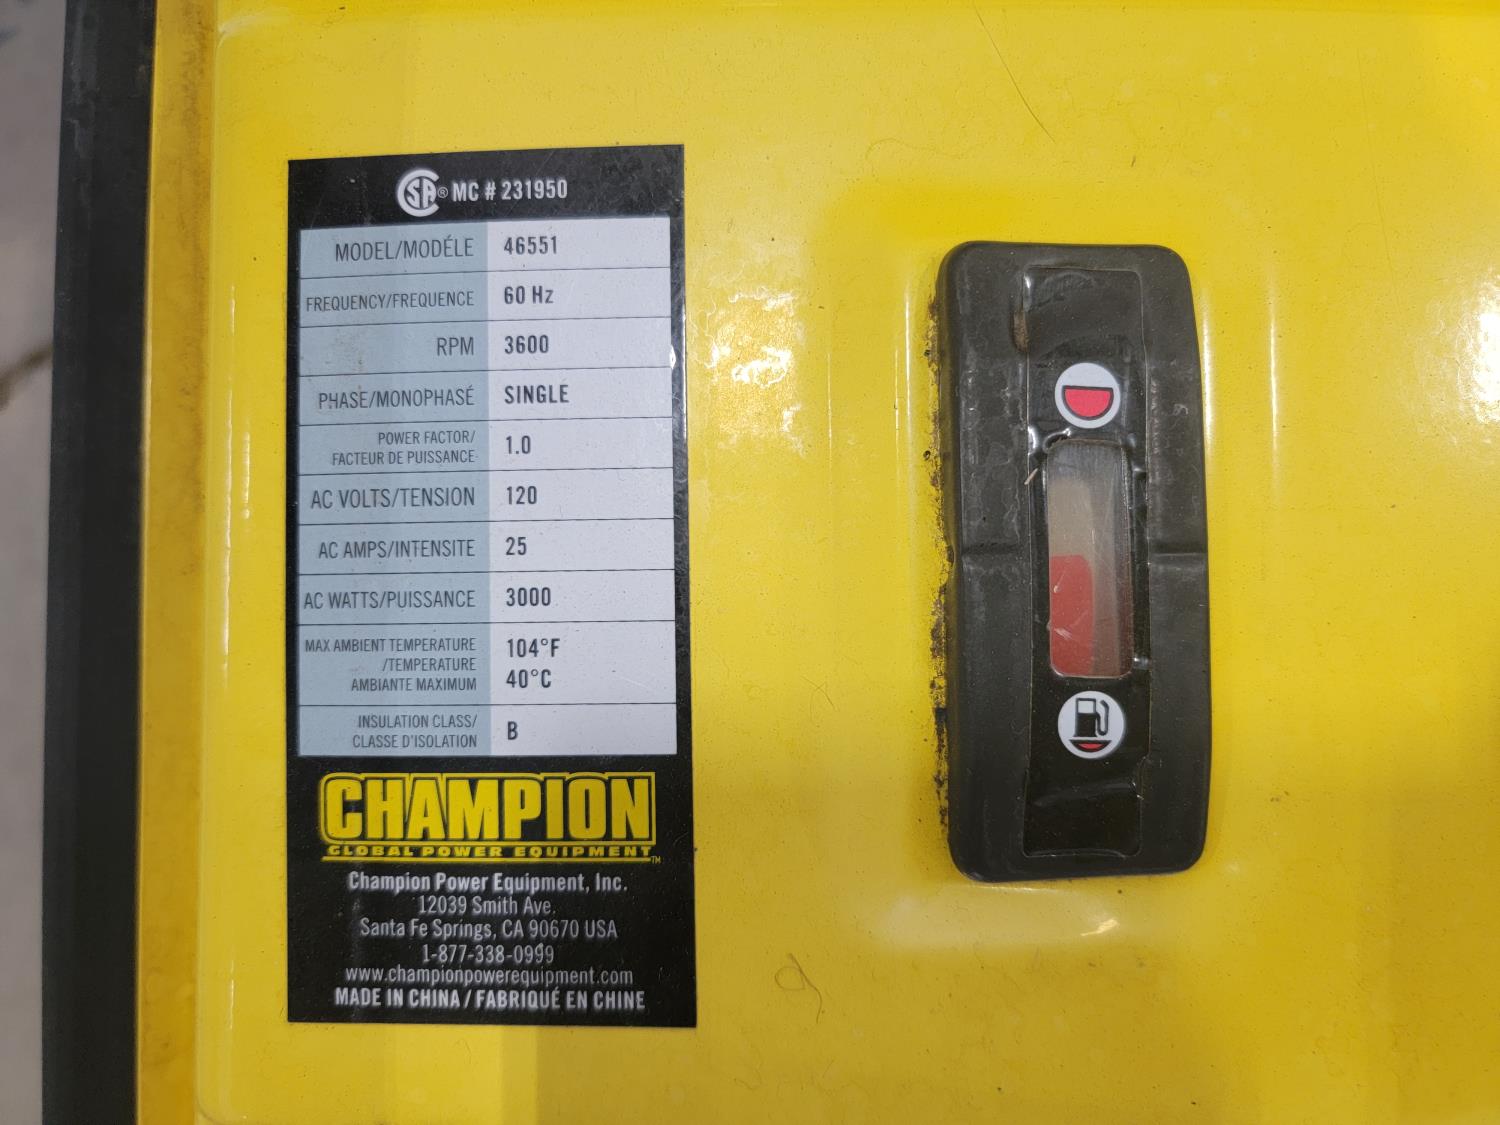 CSA® MC # 231950
MODEL/MODÉLE 46551
FREQUENCY/FREQUENCE 60 Hz
RPM 3600
PHASE/MONOPHASÉ SINGLE
POWER FACTOR/
FACTEUR DE PUISSANCE 1.0
AC VOLTS/TENSION 120
AC AMPS/INTENSITE 25
AC WATTS/PUISSANCE 3000
MAX AMBIENT TEMPERATURE
/TEMPERATURE
AMBIANTE MAXIMUM
104°F
40°C
INSULATION CLASS/
CLASSE D'ISOLATION B
CHAMPION
GLOBAL POWER EQUIPMENT™
Champion Power Equipment, Inc.
12039 Smith Ave.
Santa Fe Springs, CA 90670 USA
1-877-338-0999
www.championpowerequipment.com
MADE IN CHINA / FABRIQUÉ EN CHINE